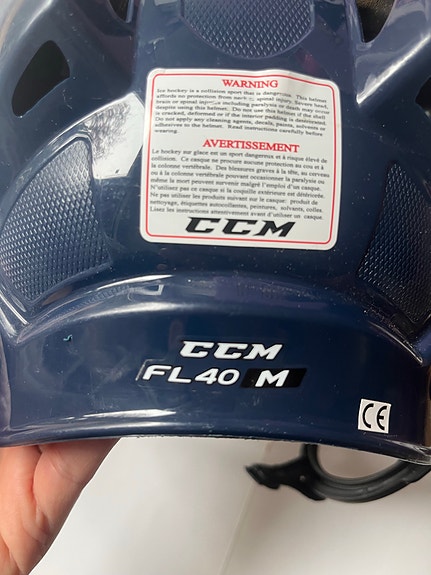 WARNING
Ice hockey is a collision sport that is dangerous. This helmet
affords no protection from neck or spinal injury. Severe head,
brain or spinal injuries including paralysis or death may occur
despite using this helmet. Do not use this helmet if the shell
is cracked, deformed or if the interior padding is deteriorated.
Do not apply any cleaning agents, decals, paints, solvents or
adhesives to the helmet. Read instructions carefully before
wearing.
AVERTISSEMENT
Le hockey sur glace est un sport dangereux et à risque élevé de
collision. Ce casque ne procure aucune protection au cou et à
la colonne vertébrale. Des blessures graves à la tête, au cerveau
ou à la colonne vertébrale pouvant occasionner la paralysie ou
même la mort peuvent survenir malgré l'emploi d'un casque.
N'utilisez pas ce casque si la coquille extérieure est détériorée.
Ne pas utiliser les produits suivant sur le casque: produit de
nettoyage, étiquettes autocollantes, peintures, solvants, colles.
Lisez les instructions attentivement avant d'utiliser un casque.
CCM
CCM
FL40 M
CE